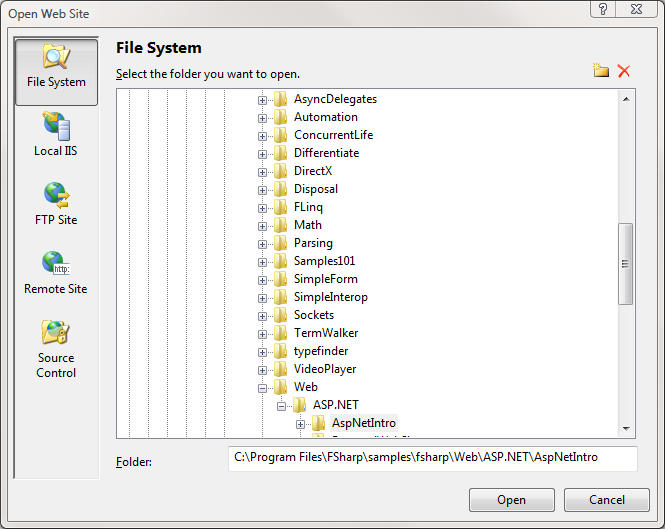 Open Web Site
?
File System
Local IIS
FTP Site
http:
Remote Site
Source
Control
File System
Select the folder you want to open.
AsyncDelegates
Automation
ConcurrentLife
Differentiate
DirectX
Disposal
FLinq
Math
Parsing
Samples101
SimpleForm
SimpleInterop
Sockets
TermWalker
typefinder
VideoPlayer
Web
ASP.NET
AspNetIntro
Folder:
C:\Program Files\FSharp\samples\fsharp\Web\ASP.NET\AspNetIntro
Open
Cancel